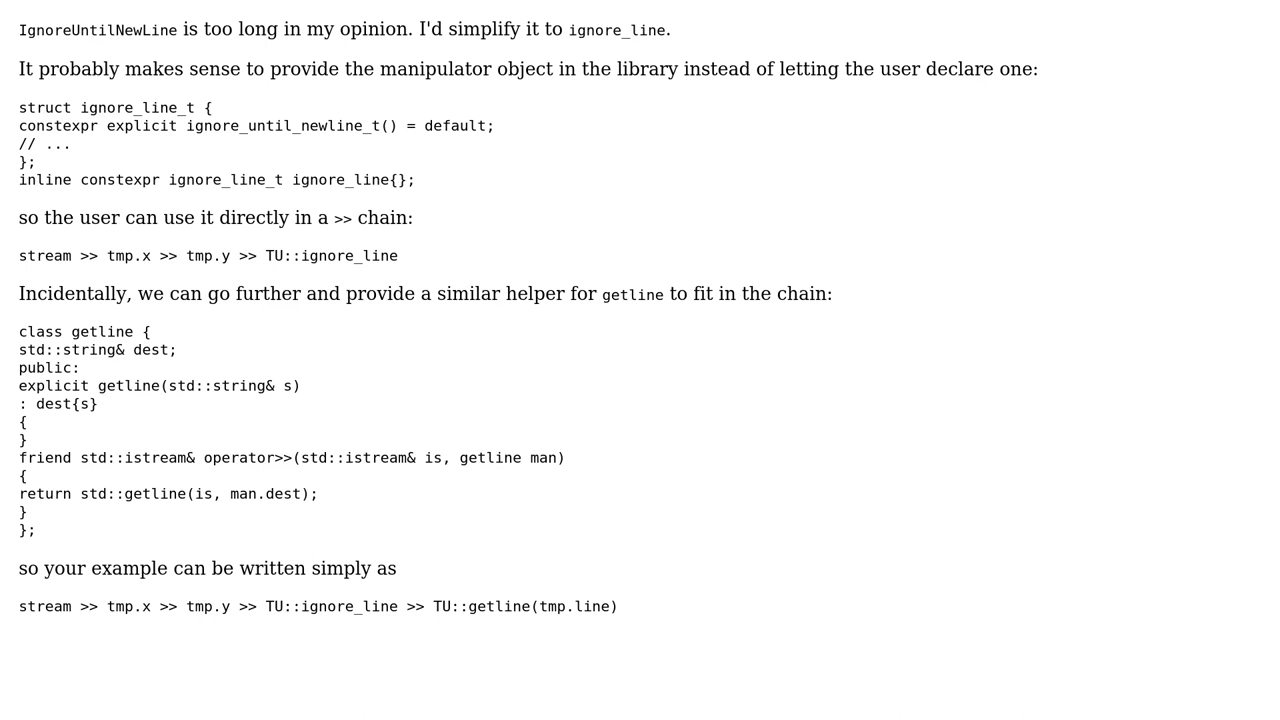 IgnoreUntilNewLine is too long in my opinion. I'd simplify it to ignore_line.
It probably makes sense to provide the manipulator object in the library instead of letting the user declare one:
struct ignore_line_t {
constexpr explicit ignore_until_newline_t() = default;
// ...
};
inline constexpr ignore_line_t ignore_line{};
so the user can use it directly in a >> chain:
stream >> tmp.x >> tmp.y >> TU::ignore_line
Incidentally, we can go further and provide a similar helper for getline to fit in the chain:
class getline {
std::string& dest;
public:
explicit getline(std::string& s)
: dest{s}
{
}
friend std::istream& operator>>(std::istream& is, getline man)
{
return std::getline(is, man.dest);
}
};
so your example can be written simply as
stream >> tmp.x >> tmp.y >> TU::ignore_line >> TU::getline(tmp.line)